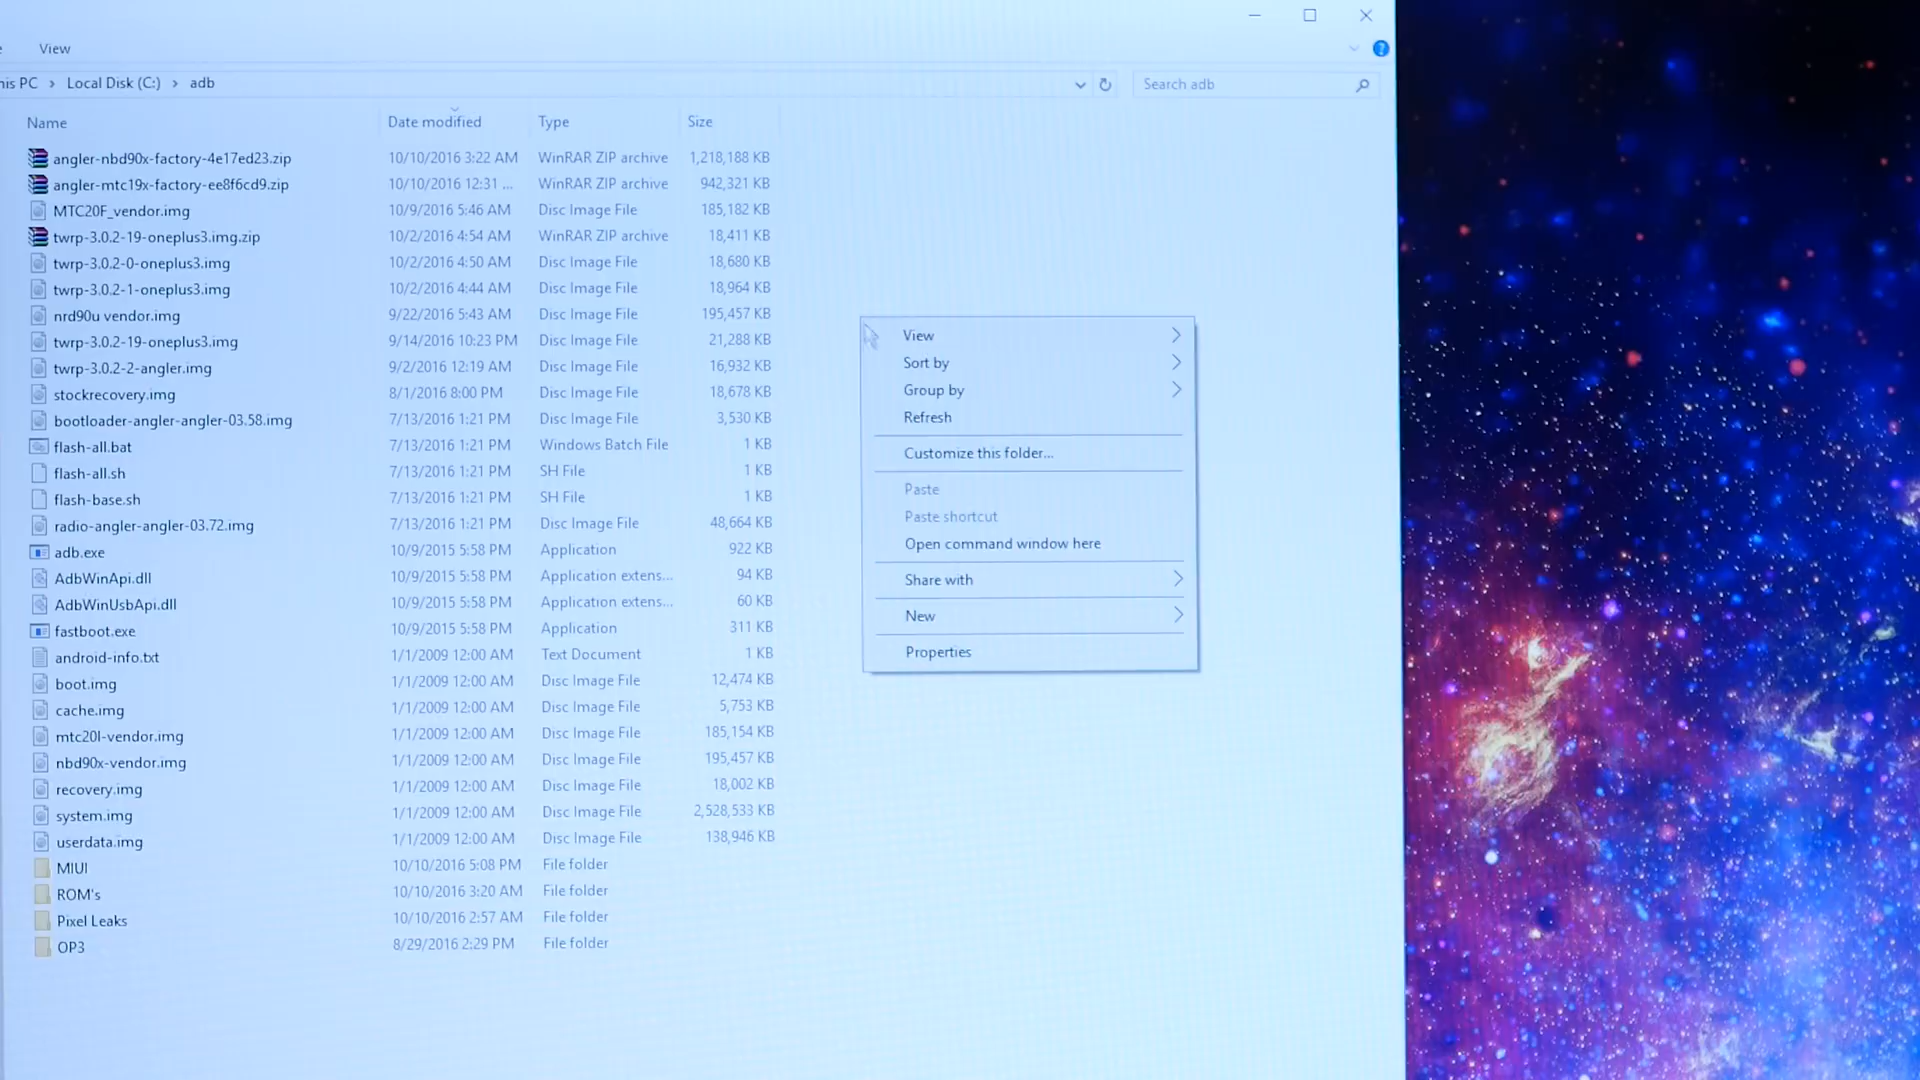 View
his PC > Local Disk (C:) > adb
Search adb
Name Date modified Type Size
angler-nbd90x-factory-4e17ed23.zip 10/10/2016 3:22 AM WinRAR ZIP archive 1,218,188 KB
angler-mtc19x-factory-ee8f6cd9.zip 10/10/2016 12:31 ... WinRAR ZIP archive 942,321 KB
MTC20F_vendor.img 10/9/2016 5:46 AM Disc Image File 185,182 KB
twrp-3.0.2-19-oneplus3.img.zip 10/2/2016 4:54 AM WinRAR ZIP archive 18,411 KB
twrp-3.0.2-0-oneplus3.img 10/2/2016 4:50 AM Disc Image File 18,680 KB
twrp-3.0.2-1-oneplus3.img 10/2/2016 4:44 AM Disc Image File 18,964 KB
nrd90u vendor.img 9/22/2016 5:43 AM Disc Image File 195,457 KB
twrp-3.0.2-19-oneplus3.img 9/14/2016 10:23 PM Disc Image File 21,288 KB
twrp-3.0.2-2-angler.img 9/2/2016 12:19 AM Disc Image File 16,932 KB
stockrecovery.img 8/1/2016 8:00 PM Disc Image File 18,678 KB
bootloader-angler-angler-03.58.img 7/13/2016 1:21 PM Disc Image File 3,530 KB
flash-all.bat 7/13/2016 1:21 PM Windows Batch File 1 KB
flash-all.sh 7/13/2016 1:21 PM SH File 1 KB
flash-base.sh 7/13/2016 1:21 PM SH File 1 KB
radio-angler-angler-03.72.img 7/13/2016 1:21 PM Disc Image File 48,664 KB
adb.exe 10/9/2015 5:58 PM Application 922 KB
AdbWinApi.dll 10/9/2015 5:58 PM Application extens... 94 KB
AdbWinUsbApi.dll 10/9/2015 5:58 PM Application extens... 60 KB
fastboot.exe 10/9/2015 5:58 PM Application 311 KB
android-info.txt 1/1/2009 12:00 AM Text Document 1 KB
boot.img 1/1/2009 12:00 AM Disc Image File 12,474 KB
cache.img 1/1/2009 12:00 AM Disc Image File 5,753 KB
mtc20l-vendor.img 1/1/2009 12:00 AM Disc Image File 185,154 KB
nbd90x-vendor.img 1/1/2009 12:00 AM Disc Image File 195,457 KB
recovery.img 1/1/2009 12:00 AM Disc Image File 18,002 KB
system.img 1/1/2009 12:00 AM Disc Image File 2,528,533 KB
userdata.img 1/1/2009 12:00 AM Disc Image File 138,946 KB
MIUI 10/10/2016 5:08 PM File folder
ROM's 10/10/2016 3:20 AM File folder
Pixel Leaks 10/10/2016 2:57 AM File folder
OP3 8/29/2016 2:29 PM File folder
View
Sort by
Group by
Refresh
Customize this folder...
Paste
Paste shortcut
Open command window here
Share with
New
Properties